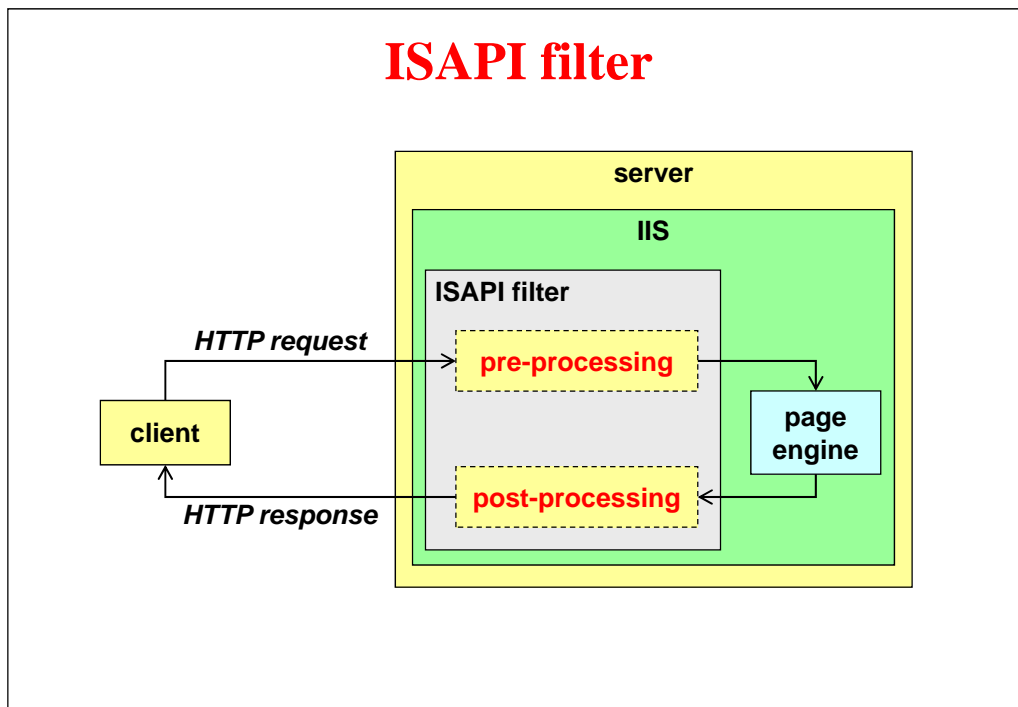 ISAPI filter
server
IIS
ISAPI filter
HTTP request
pre-processing
client
page
engine
post-processing
HTTP response